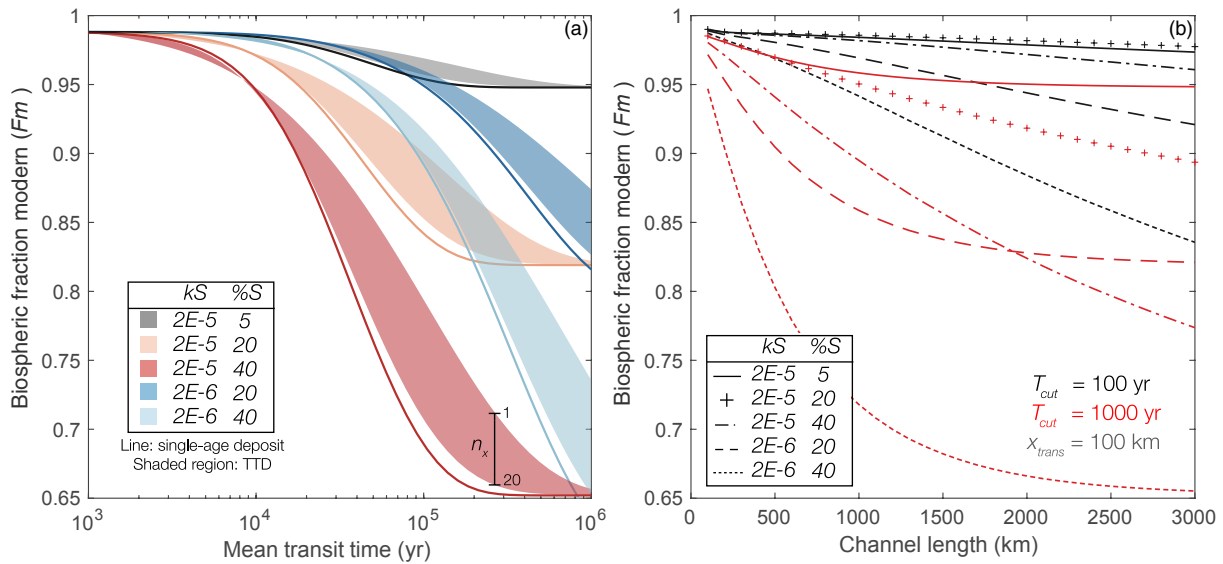 (a)
Biospheric fraction modern (Fm)
1
0.95
0.9
0.85
0.8
0.75
0.7
0.65
10^3
10^4
10^5
10^6
Mean transit time (yr)
kS %S
2E-5 5
2E-5 20
2E-5 40
2E-6 20
2E-6 40
Line: single-age deposit
Shaded region: TTD
1
n_x
20
(b)
Biospheric fraction modern (Fm)
1
0.95
0.9
0.85
0.8
0.75
0.7
0.65
0
500
1000
1500
2000
2500
3000
Channel length (km)
kS %S
2E-5 5
2E-5 20
2E-5 40
2E-6 20
2E-6 40
T_cut = 100 yr
T_cut = 1000 yr
x_trans = 100 km